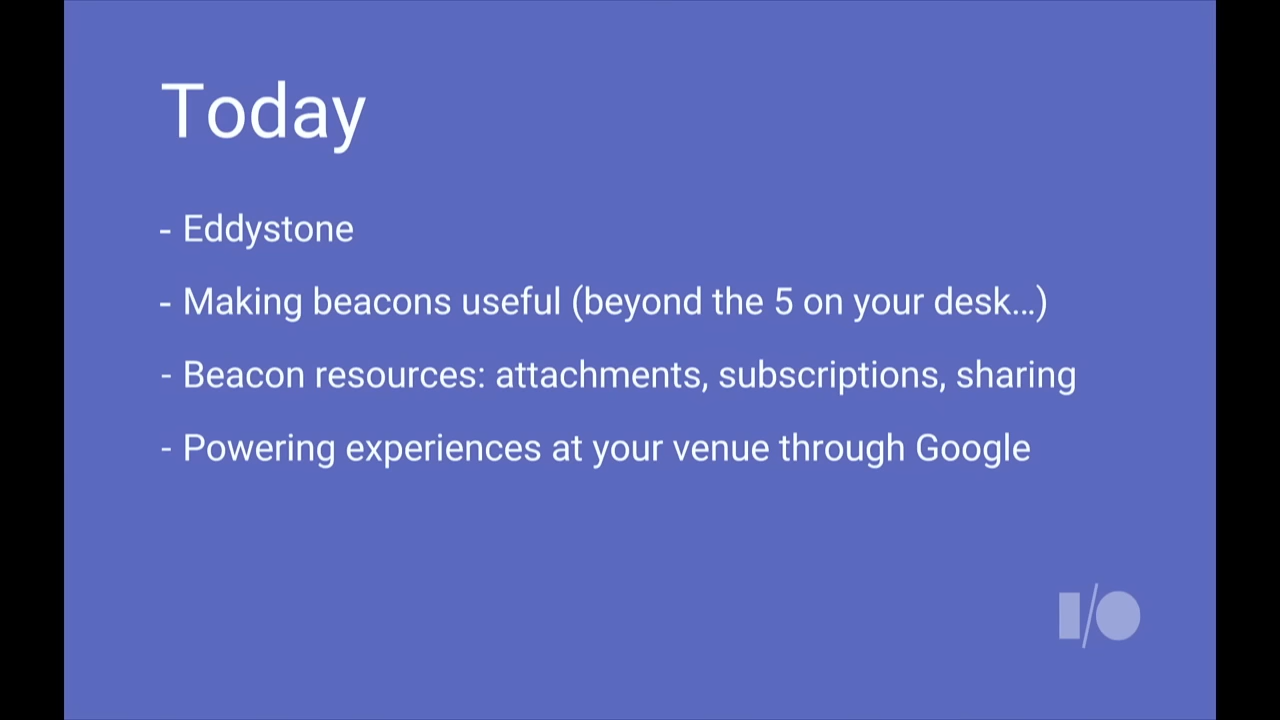 Today
- Eddystone
- Making beacons useful (beyond the 5 on your desk…)
- Beacon resources: attachments, subscriptions, sharing
- Powering experiences at your venue through Google
I/O